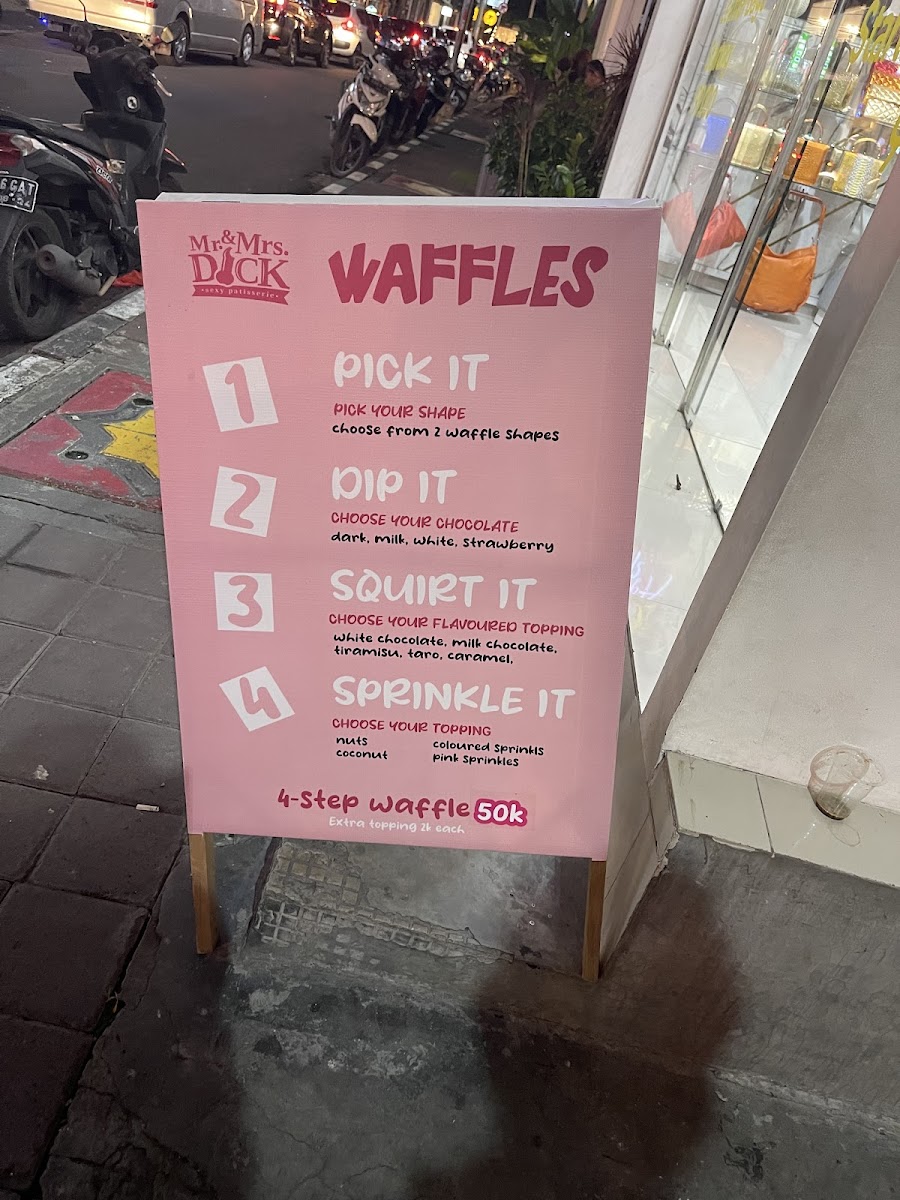 Mr.&Mrs.
DICK
•sexy patisserie•
WAFFLES
1
PICK IT
PICK YOUR SHAPE
choose from 2 waffle shapes
2
DIP IT
CHOOSE YOUR CHOCOLATE
dark, milk, white, strawberry
3
SQUIRT IT
CHOOSE YOUR FLAVOURED TOPPING
white chocolate, milk chocolate,
tiramisu, taro, caramel,
4
SPRINKLE IT
CHOOSE YOUR TOPPING
nuts coloured sprinkls
coconut pink sprinkles
4-step waffle 50k
Extra topping 2k each